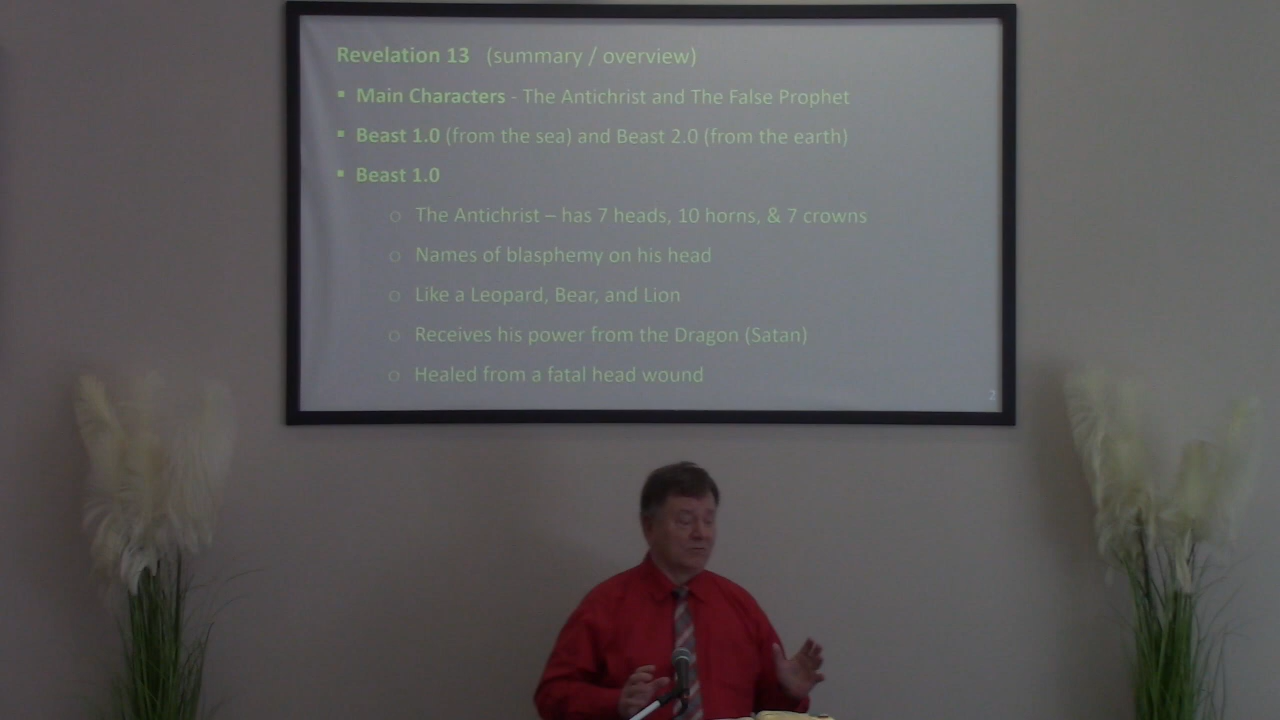 Revelation 13 (summary / overview)
▪ Main Characters - The Antichrist and The False Prophet
▪ Beast 1.0 (from the sea) and Beast 2.0 (from the earth)
▪ Beast 1.0
o The Antichrist – has 7 heads, 10 horns, & 7 crowns
o Names of blasphemy on his head
o Like a Leopard, Bear, and Lion
o Receives his power from the Dragon (Satan)
o Healed from a fatal head wound
2